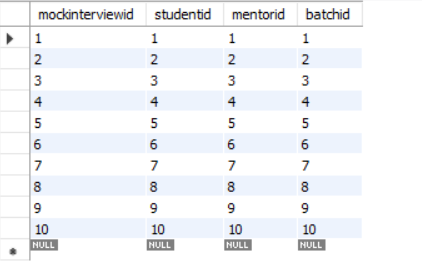 mockinterviewid studentid mentorid batchid
1 1 1 1
2 2 2 2
3 3 3 3
4 4 4 4
5 5 5 5
6 6 6 6
7 7 7 7
8 8 8 8
9 9 9 9
10 10 10 10
NULL NULL NULL NULL